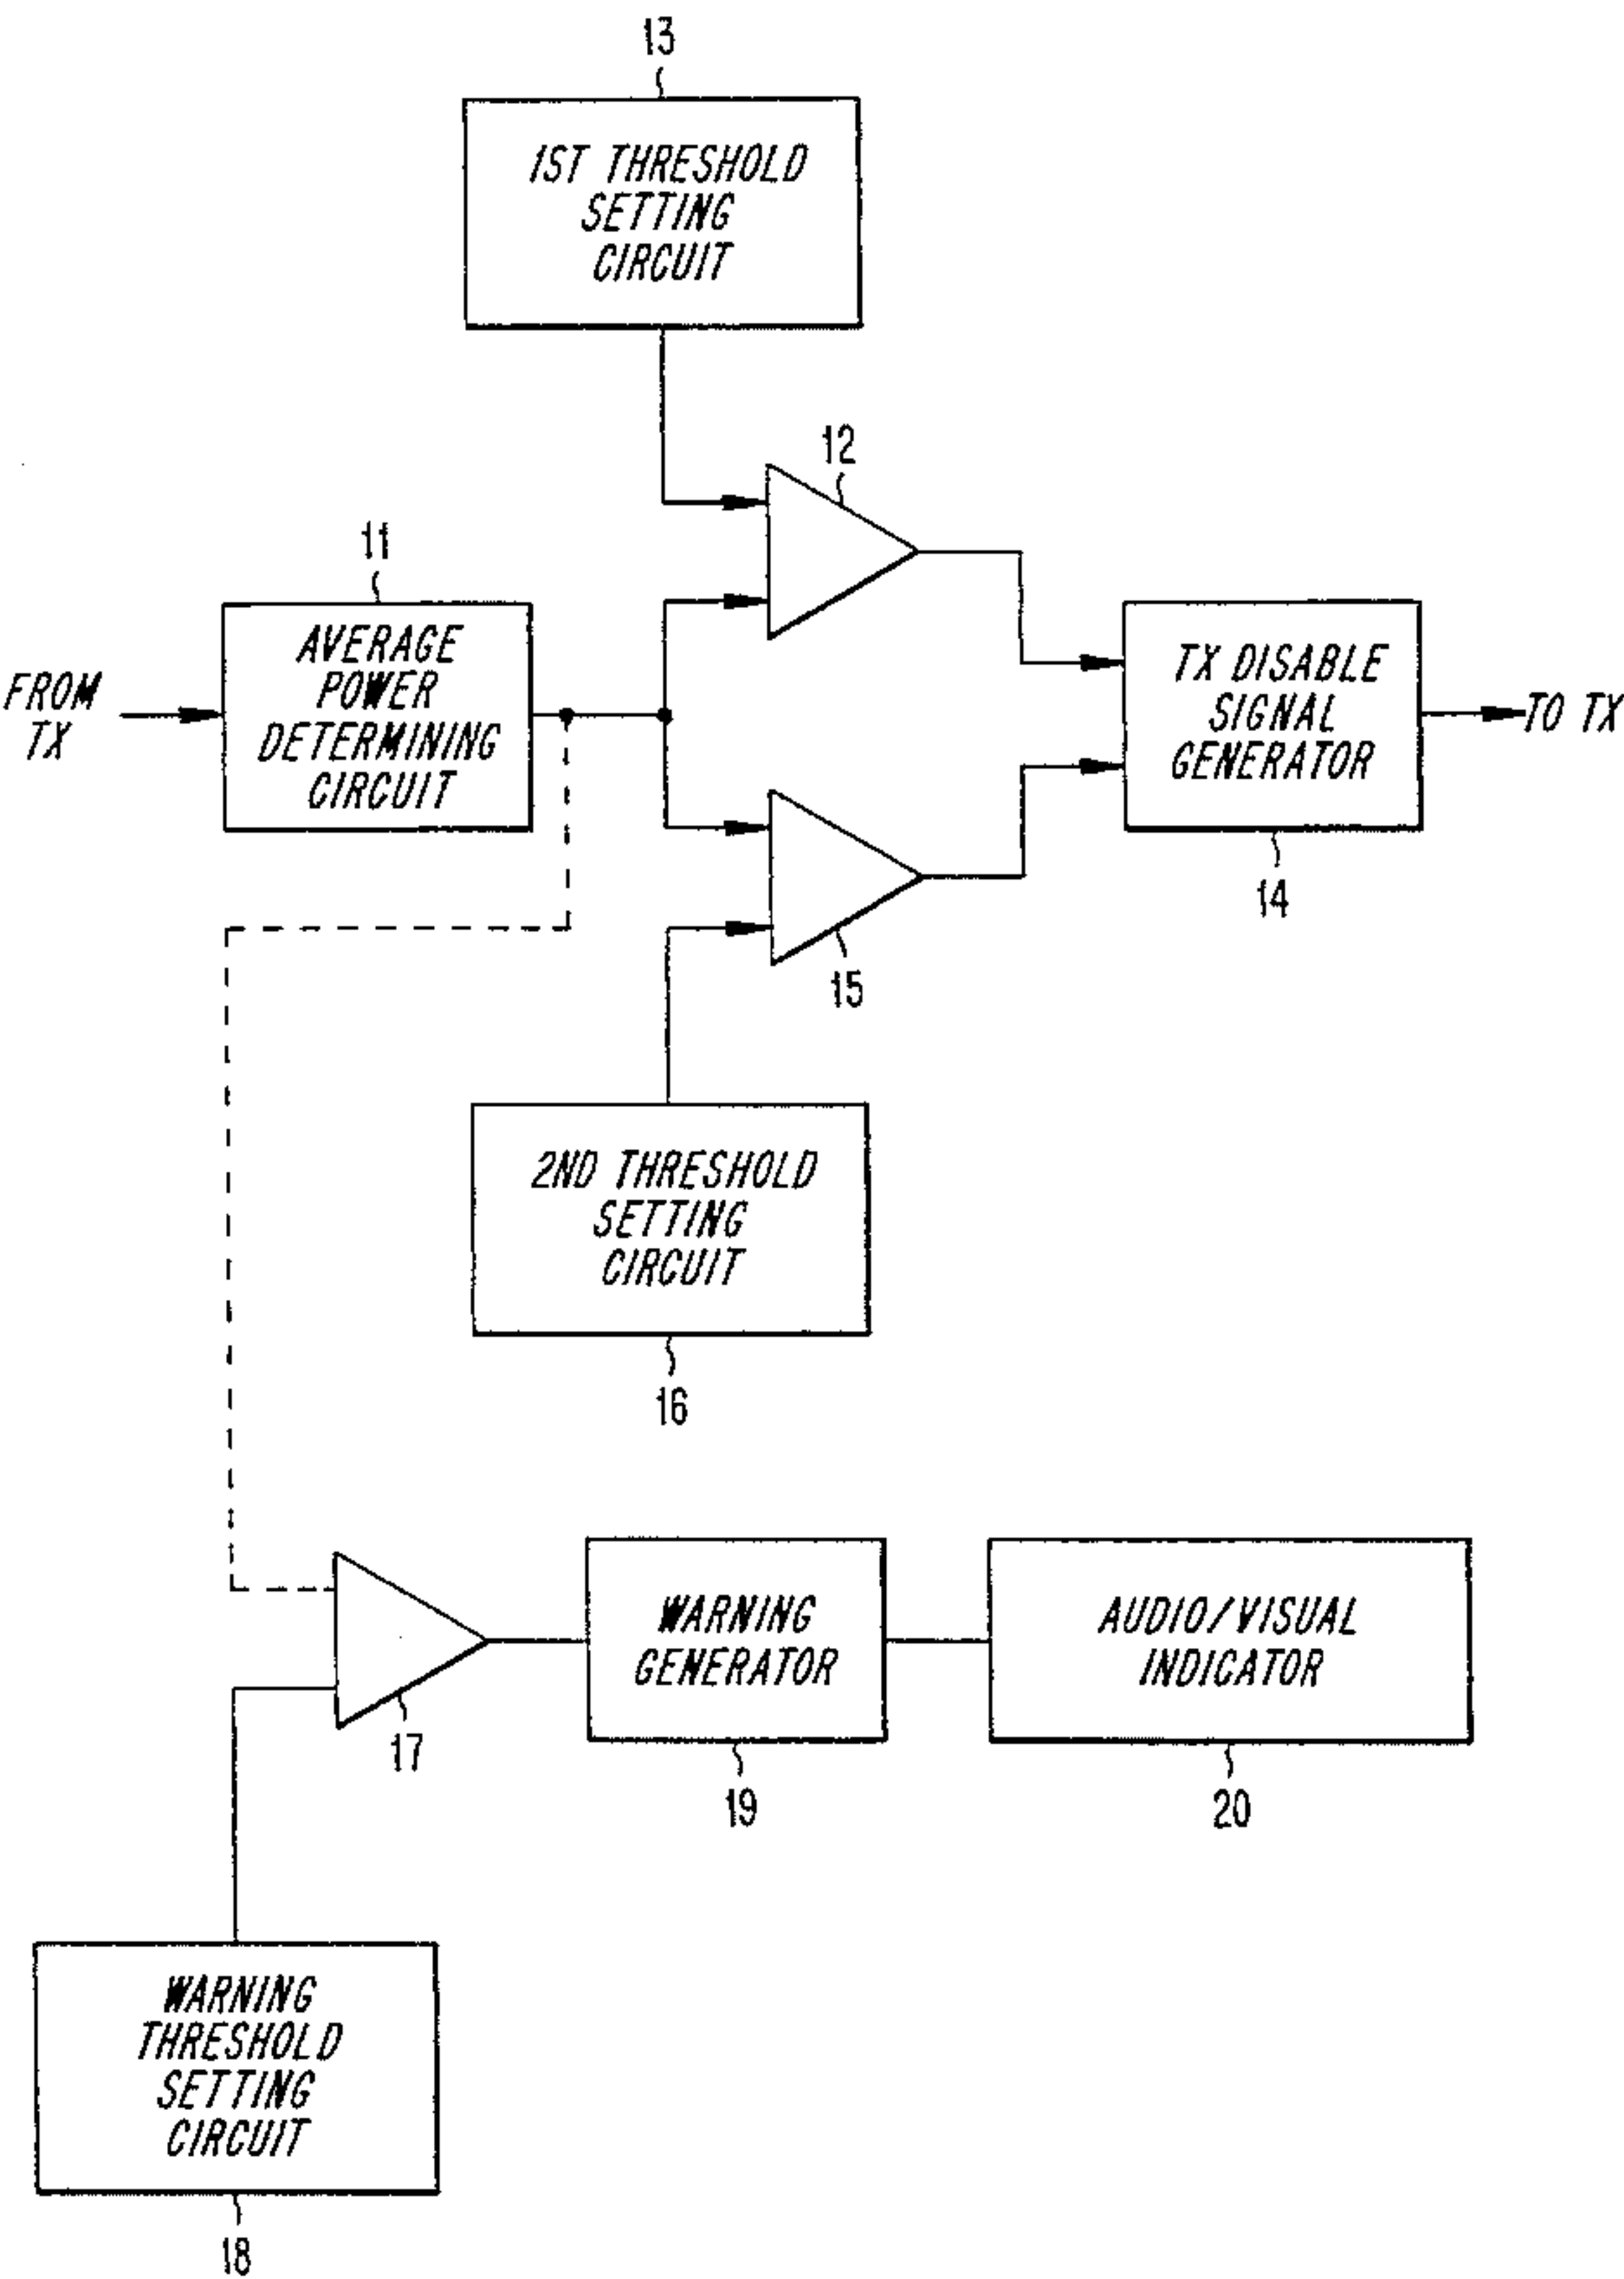 13
1ST THRESHOLD
SETTING
CIRCUIT
12
11
AVERAGE
POWER
DETERMINING
CIRCUIT
FROM
TX
TX DISABLE
SIGNAL
GENERATOR
TO TX
14
15
2ND THRESHOLD
SETTING
CIRCUIT
16
17
WARNING
GENERATOR
19
AUDIO/VISUAL
INDICATOR
20
WARNING
THRESHOLD
SETTING
CIRCUIT
18